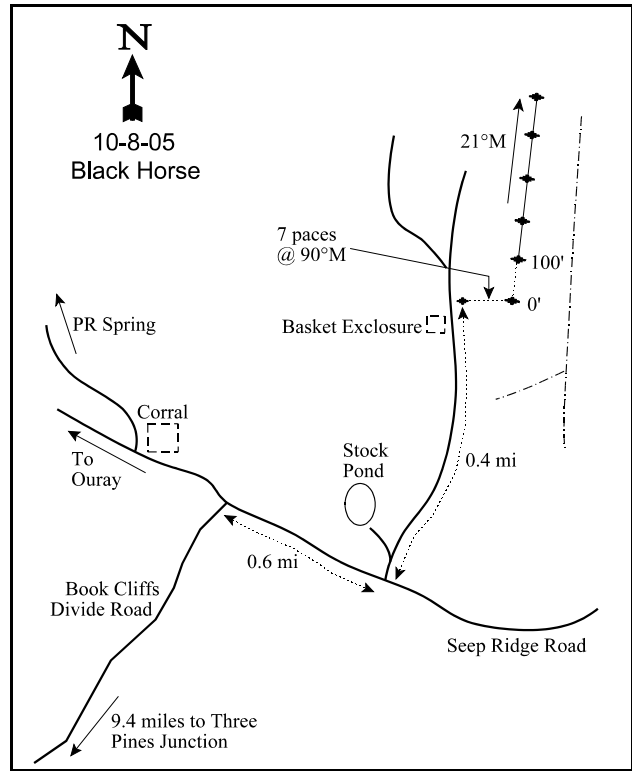 N
10-8-05
Black Horse
21°M
7 paces
@ 90°M
100'
0'
Basket Exclosure
PR Spring
Corral
To
Ouray
Stock
Pond
0.4 mi
0.6 mi
Book Cliffs
Divide Road
Seep Ridge Road
9.4 miles to Three
Pines Junction